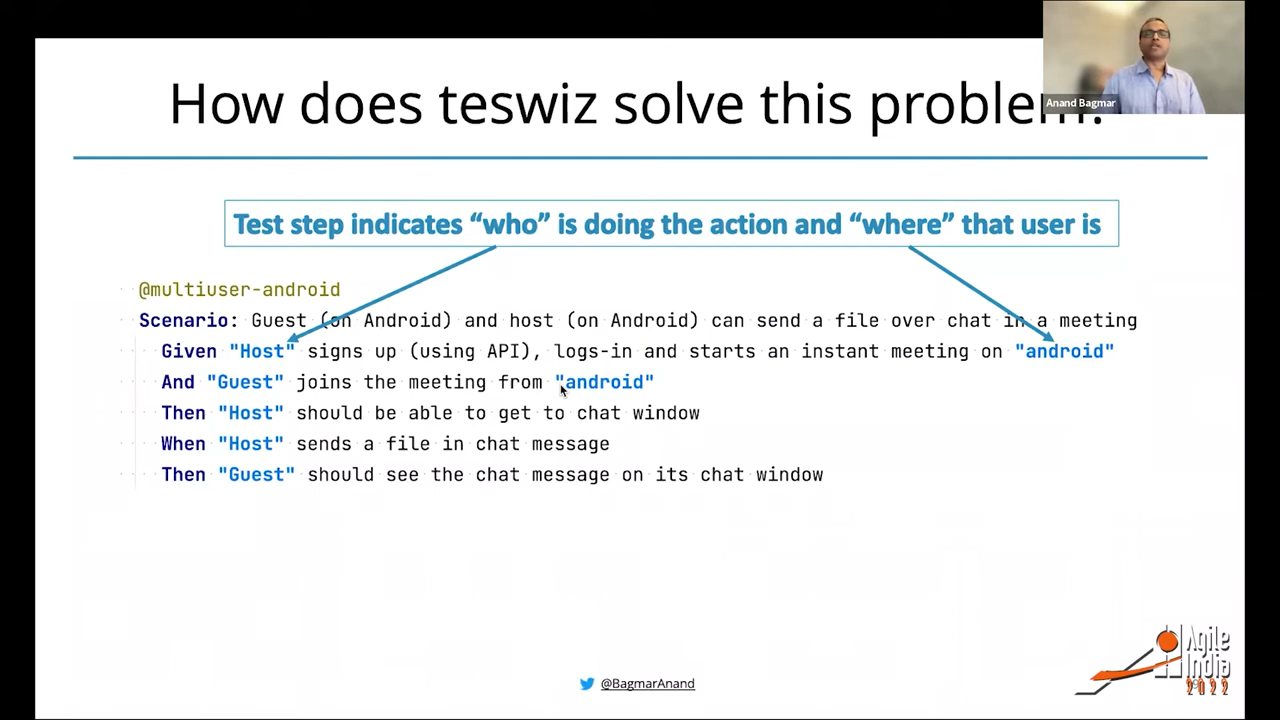 How does teswiz solve this problem?
Anand Bagmar
Test step indicates “who” is doing the action and “where” that user is
@multiuser-android
Scenario: Guest (on Android) and host (on Android) can send a file over chat in a meeting
Given "Host" signs up (using API), logs-in and starts an instant meeting on "android"
And "Guest" joins the meeting from "android"
Then "Host" should be able to get to chat window
When "Host" sends a file in chat message
Then "Guest" should see the chat message on its chat window
@BagmarAnand
Agile
India
2022